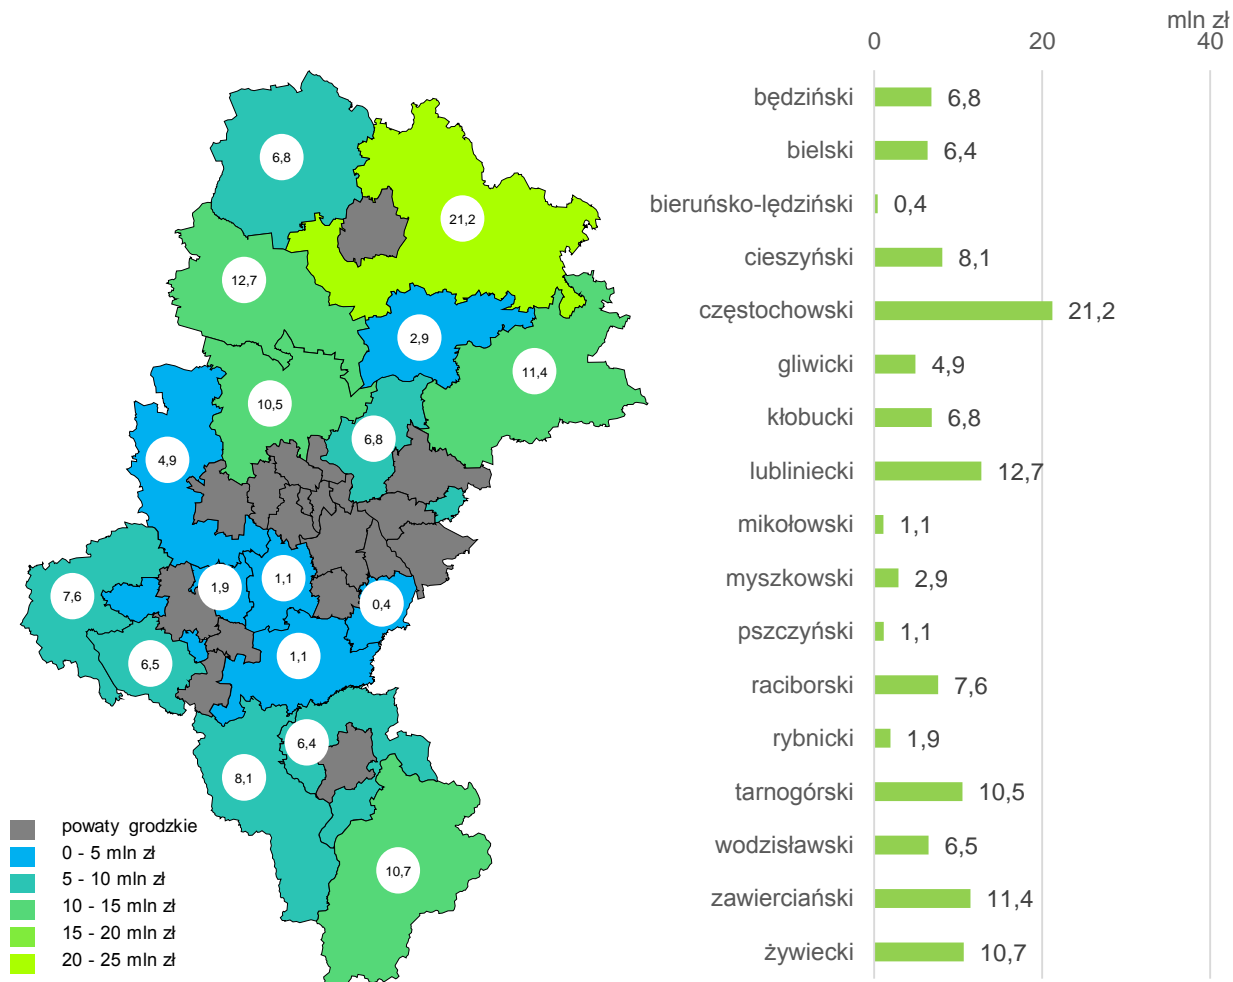 mln zł
0 20 40
6,8
21,2
12,7
2,9
11,4
10,5
6,8
4,9
1,9
1,1
7,6
0,4
6,5
1,1
6,4
8,1
10,7
powaty grodzkie
0 - 5 mln zł
5 - 10 mln zł
10 - 15 mln zł
15 - 20 mln zł
20 - 25 mln zł
będziński 6,8
bielski 6,4
bieruńsko-lędziński 0,4
cieszyński 8,1
częstochowski 21,2
gliwicki 4,9
kłobucki 6,8
lubliniecki 12,7
mikołowski 1,1
myszkowski 2,9
pszczyński 1,1
raciborski 7,6
rybnicki 1,9
tarnogórski 10,5
wodzisławski 6,5
zawierciański 11,4
żywiecki 10,7